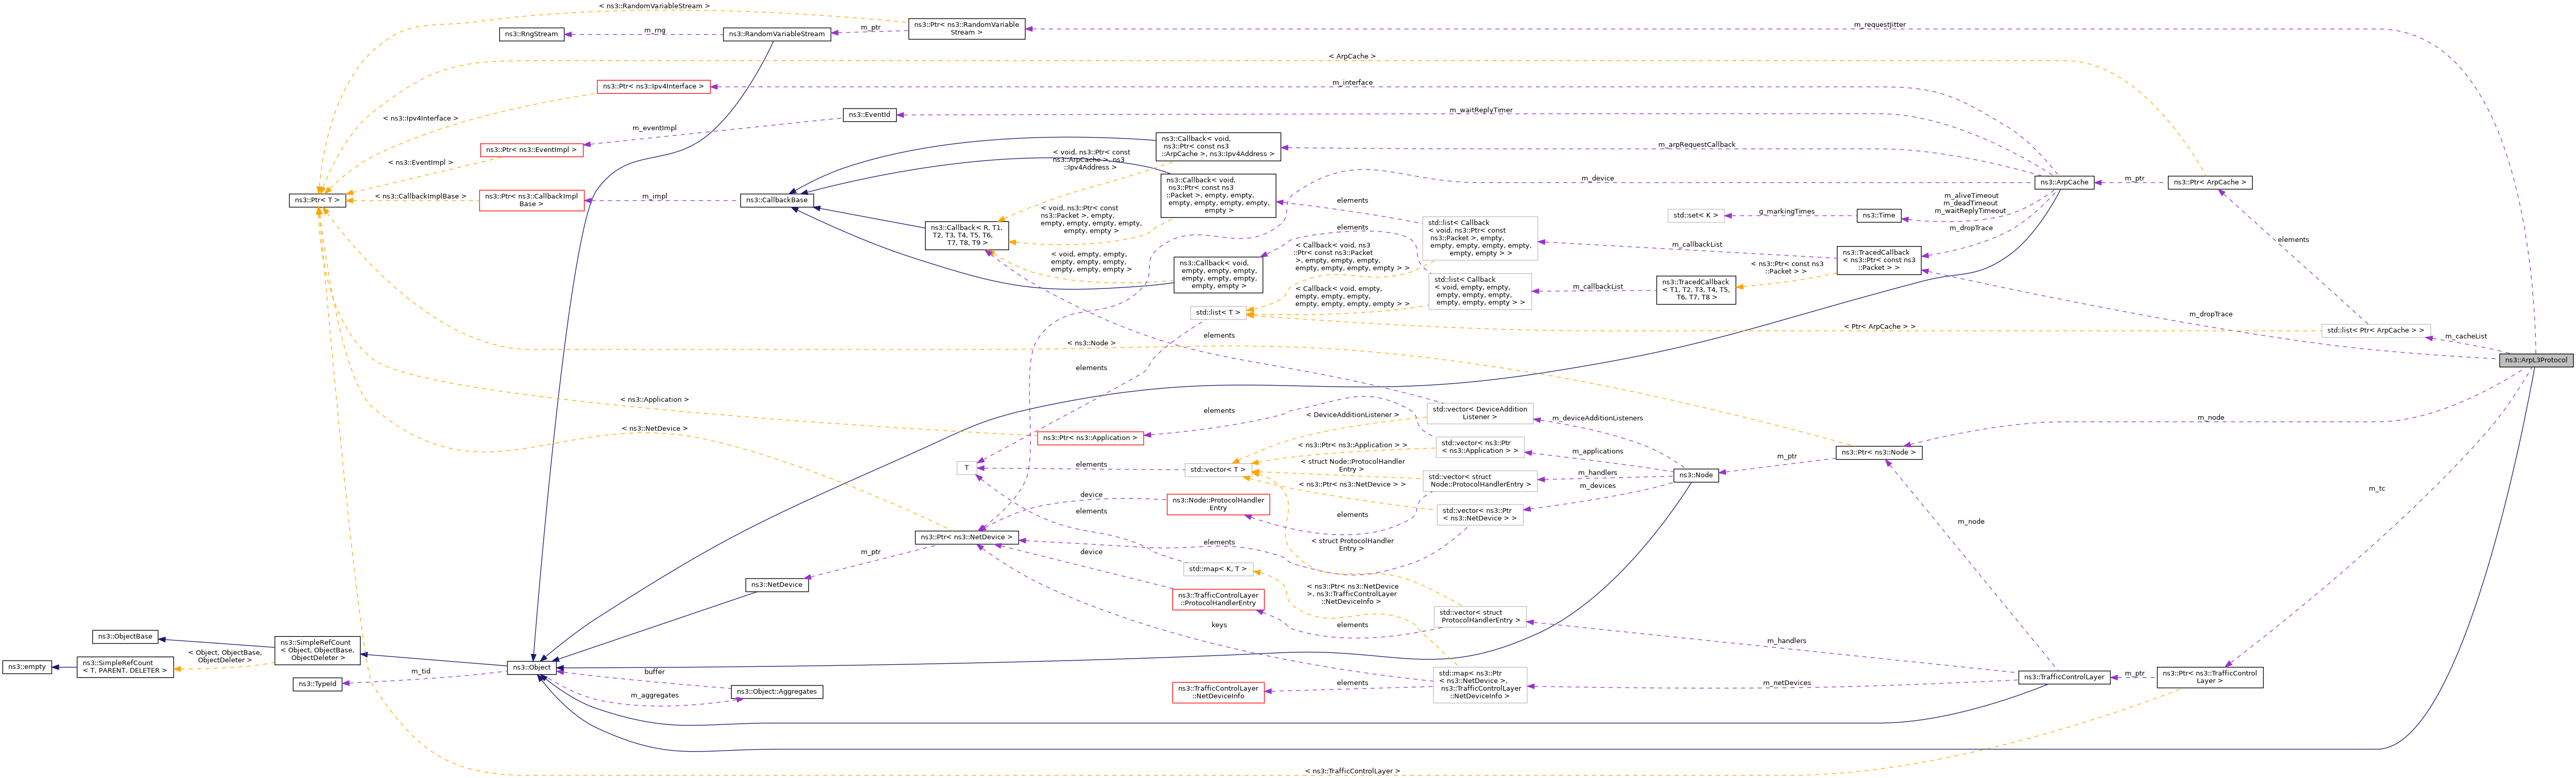 < ns3::RandomVariableStream >
ns3::Ptr< ns3::RandomVariable
Stream >
m_requestJitter
ns3::RngStream
m_rng
ns3::RandomVariableStream
m_ptr
< ArpCache >
ns3::Ptr< ns3::Ipv4Interface >
m_interface
ns3::EventId
m_waitReplyTimer
< ns3::Ipv4Interface >
m_eventImpl
ns3::Ptr< ns3::EventImpl >
< ns3::EventImpl >
ns3::Callback< void,
ns3::Ptr< const ns3
::ArpCache >, ns3::Ipv4Address >
m_arpRequestCallback
< void, ns3::Ptr< const
ns3::ArpCache >, ns3
::Ipv4Address >
m_device
ns3::ArpCache
m_ptr
ns3::Ptr< ArpCache >
ns3::Ptr< T >
< ns3::CallbackImplBase >
ns3::Ptr< ns3::CallbackImpl
Base >
m_impl
ns3::CallbackBase
ns3::Callback< void,
ns3::Ptr< const ns3
::Packet >, empty, empty,
empty, empty, empty, empty,
empty >
elements
< void, ns3::Ptr< const
ns3::Packet >, empty,
empty, empty, empty, empty,
empty, empty >
ns3::Callback< R, T1,
T2, T3, T4, T5, T6,
T7, T8, T9 >
elements
std::list< Callback
< void, ns3::Ptr< const
ns3::Packet >, empty,
empty, empty, empty, empty,
empty, empty > >
std::set< K >
g_markingTimes
ns3::Time
m_aliveTimeout
m_deadTimeout
m_waitReplyTimeout
m_dropTrace
m_callbackList
ns3::TracedCallback
< ns3::Ptr< const ns3
::Packet > >
elements
< void, empty, empty,
empty, empty, empty,
empty, empty, empty >
ns3::Callback< void,
empty, empty, empty,
empty, empty, empty,
empty, empty >
< Callback< void, ns3
::Ptr< const ns3::Packet
>, empty, empty, empty,
empty, empty, empty, empty > >
< Callback< void, empty,
empty, empty, empty,
empty, empty, empty, empty > >
std::list< Callback
< void, empty, empty,
empty, empty, empty,
empty, empty, empty > >
m_callbackList
ns3::TracedCallback
< T1, T2, T3, T4, T5,
T6, T7, T8 >
< ns3::Ptr< const ns3
::Packet > >
std::list< T >
m_dropTrace
< Ptr< ArpCache > >
std::list< Ptr< ArpCache > >
m_cacheList
ns3::ArpL3Protocol
elements
< ns3::Node >
elements
< ns3::Application >
< ns3::NetDevice >
ns3::Ptr< ns3::Application >
elements
< DeviceAdditionListener >
std::vector< DeviceAddition
Listener >
m_deviceAdditionListeners
m_node
< ns3::Ptr< ns3::Application > >
std::vector< ns3::Ptr
< ns3::Application > >
m_applications
T
elements
std::vector< T >
< struct Node::ProtocolHandler
Entry >
std::vector< struct
Node::ProtocolHandlerEntry >
m_handlers
ns3::Node
m_ptr
ns3::Ptr< ns3::Node >
< ns3::Ptr< ns3::NetDevice > >
m_devices
std::vector< ns3::Ptr
< ns3::NetDevice > >
device
ns3::Node::ProtocolHandler
Entry
elements
elements
m_tc
m_node
ns3::Ptr< ns3::NetDevice >
elements
< struct ProtocolHandler
Entry >
m_ptr
device
std::map< K, T >
ns3::NetDevice
ns3::TrafficControlLayer
::ProtocolHandlerEntry
< ns3::Ptr< ns3::NetDevice
>, ns3::TrafficControlLayer
::NetDeviceInfo >
std::vector< struct
ProtocolHandlerEntry >
keys
elements
m_handlers
ns3::ObjectBase
ns3::SimpleRefCount
< Object, ObjectBase,
ObjectDeleter >
< Object, ObjectBase,
ObjectDeleter >
ns3::empty
ns3::SimpleRefCount
< T, PARENT, DELETER >
ns3::TypeId
m_tid
ns3::Object
buffer
m_aggregates
ns3::Object::Aggregates
ns3::TrafficControlLayer
::NetDeviceInfo
elements
std::map< ns3::Ptr
< ns3::NetDevice >,
ns3::TrafficControlLayer
::NetDeviceInfo >
m_netDevices
ns3::TrafficControlLayer
m_ptr
ns3::Ptr< ns3::TrafficControl
Layer >
< ns3::TrafficControlLayer >